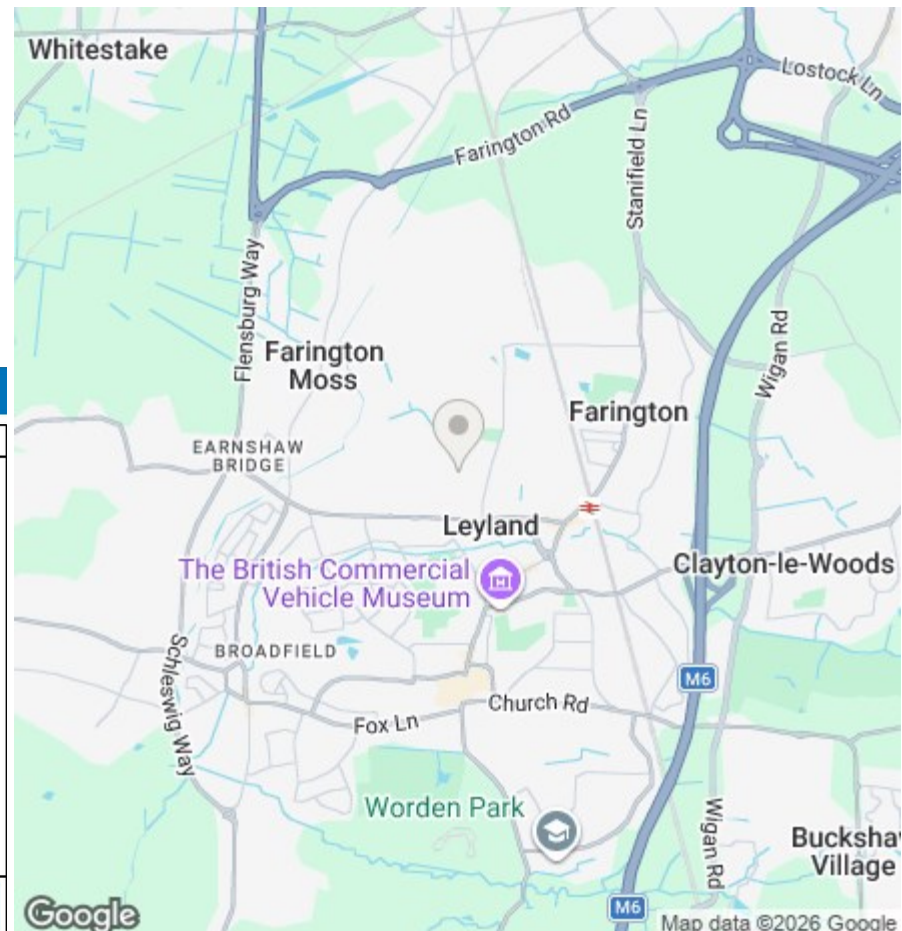 Whitestake
Lostock Ln
Farington Rd
Stanifield Ln
Flensburg Way
Wigan Rd
Farington
Moss
Farington
EARNSHAW
BRIDGE
Leyland
Clayton-le-Woods
The British Commercial
Vehicle Museum
BROADFIELD
Schleswig Way
M6
Church Rd
Fox Ln
Worden Park
Wigan Rd
Buckshaw
Village
M6
Google
Map data ©2026 Google